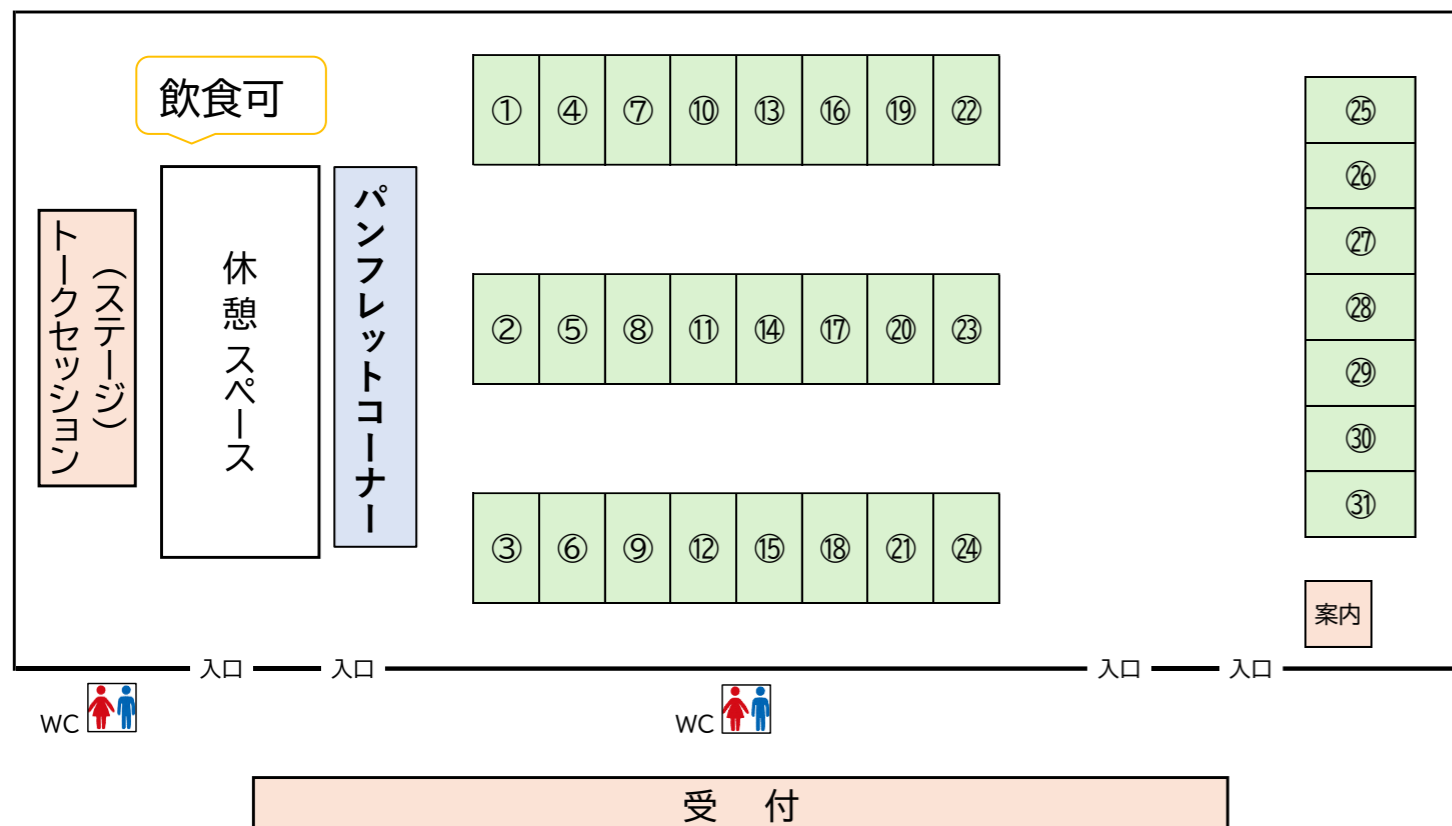 飲食可
① ④ ⑦ ⑩ ⑬ ⑯ ⑲ ㉒
② ⑤ ⑧ ⑪ ⑭ ⑰ ⑳ ㉓
③ ⑥ ⑨ ⑫ ⑮ ⑱ ㉑ ㉔
㉕
㉖
㉗
㉘
㉙
㉚
㉛
案内
パンフレットコーナー
休憩スペース
(ステージ)
トークセッション
入口 入口 入口 入口
WC WC
受 付